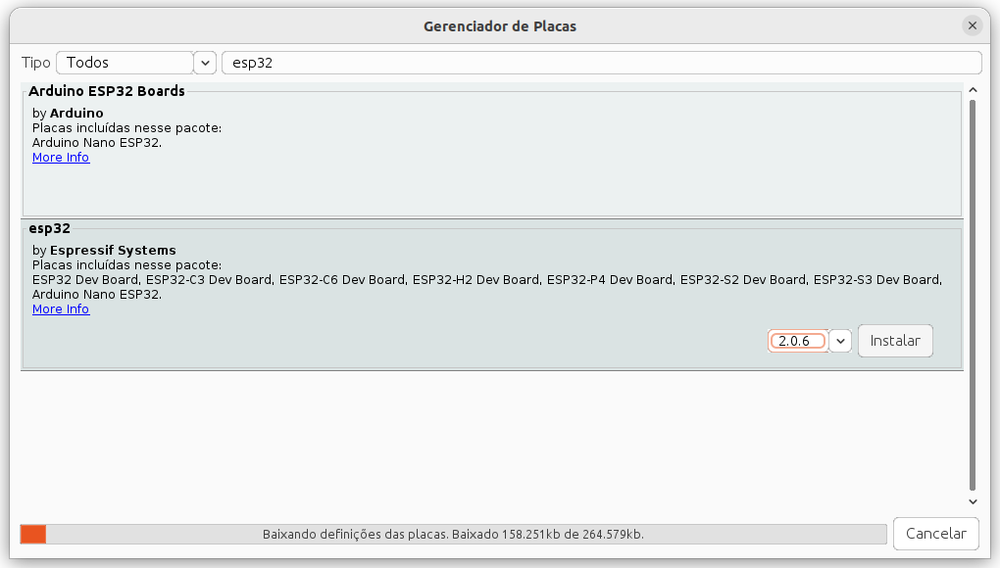 Gerenciador de Placas
Tipo Todos esp32
Arduino ESP32 Boards
by Arduino
Placas incluídas nesse pacote:
Arduino Nano ESP32.
More Info
esp32
by Espressif Systems
Placas incluídas nesse pacote:
ESP32 Dev Board, ESP32-C3 Dev Board, ESP32-C6 Dev Board, ESP32-H2 Dev Board, ESP32-P4 Dev Board, ESP32-S2 Dev Board, ESP32-S3 Dev Board,
Arduino Nano ESP32.
More Info
2.0.6 Instalar
Baixando definições das placas. Baixado 158.251kb de 264.579kb. Cancelar